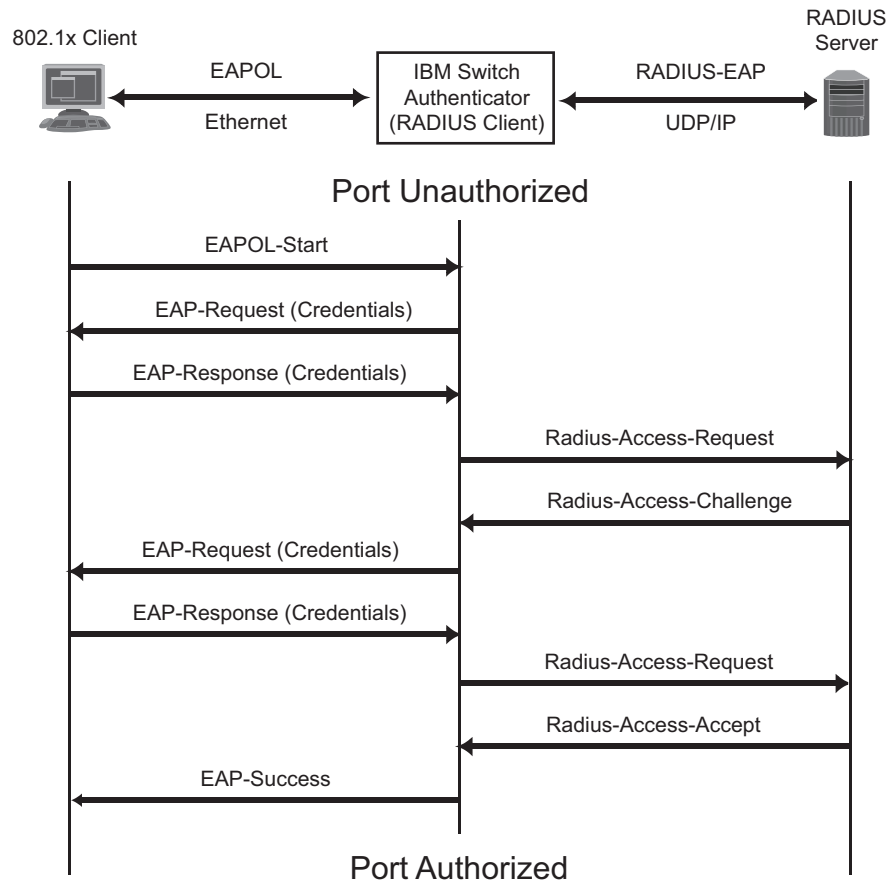 802.1x Client
EAPOL
Ethernet
IBM Switch
Authenticator
(RADIUS Client)
RADIUS-EAP
UDP/IP
RADIUS
Server
Port Unauthorized
EAPOL-Start
EAP-Request (Credentials)
EAP-Response (Credentials)
Radius-Access-Request
Radius-Access-Challenge
EAP-Request (Credentials)
EAP-Response (Credentials)
Radius-Access-Request
Radius-Access-Accept
EAP-Success
Port Authorized